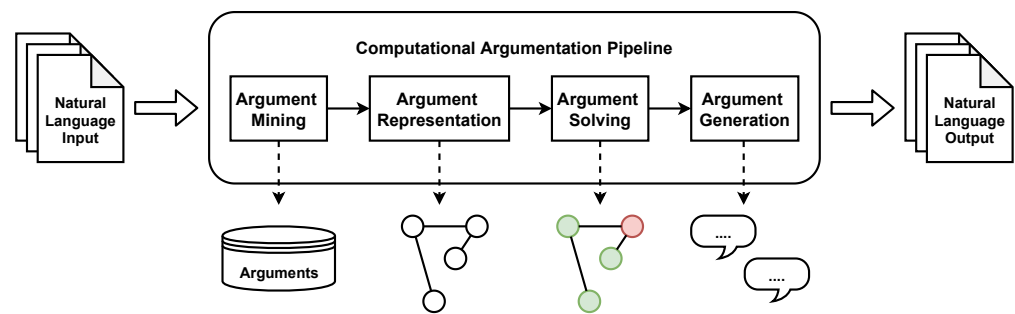 Computational Argumentation Pipeline
Natural
Language
Input
Argument
Mining
Argument
Representation
Argument
Solving
Argument
Generation
Natural
Language
Output
Arguments
....
....